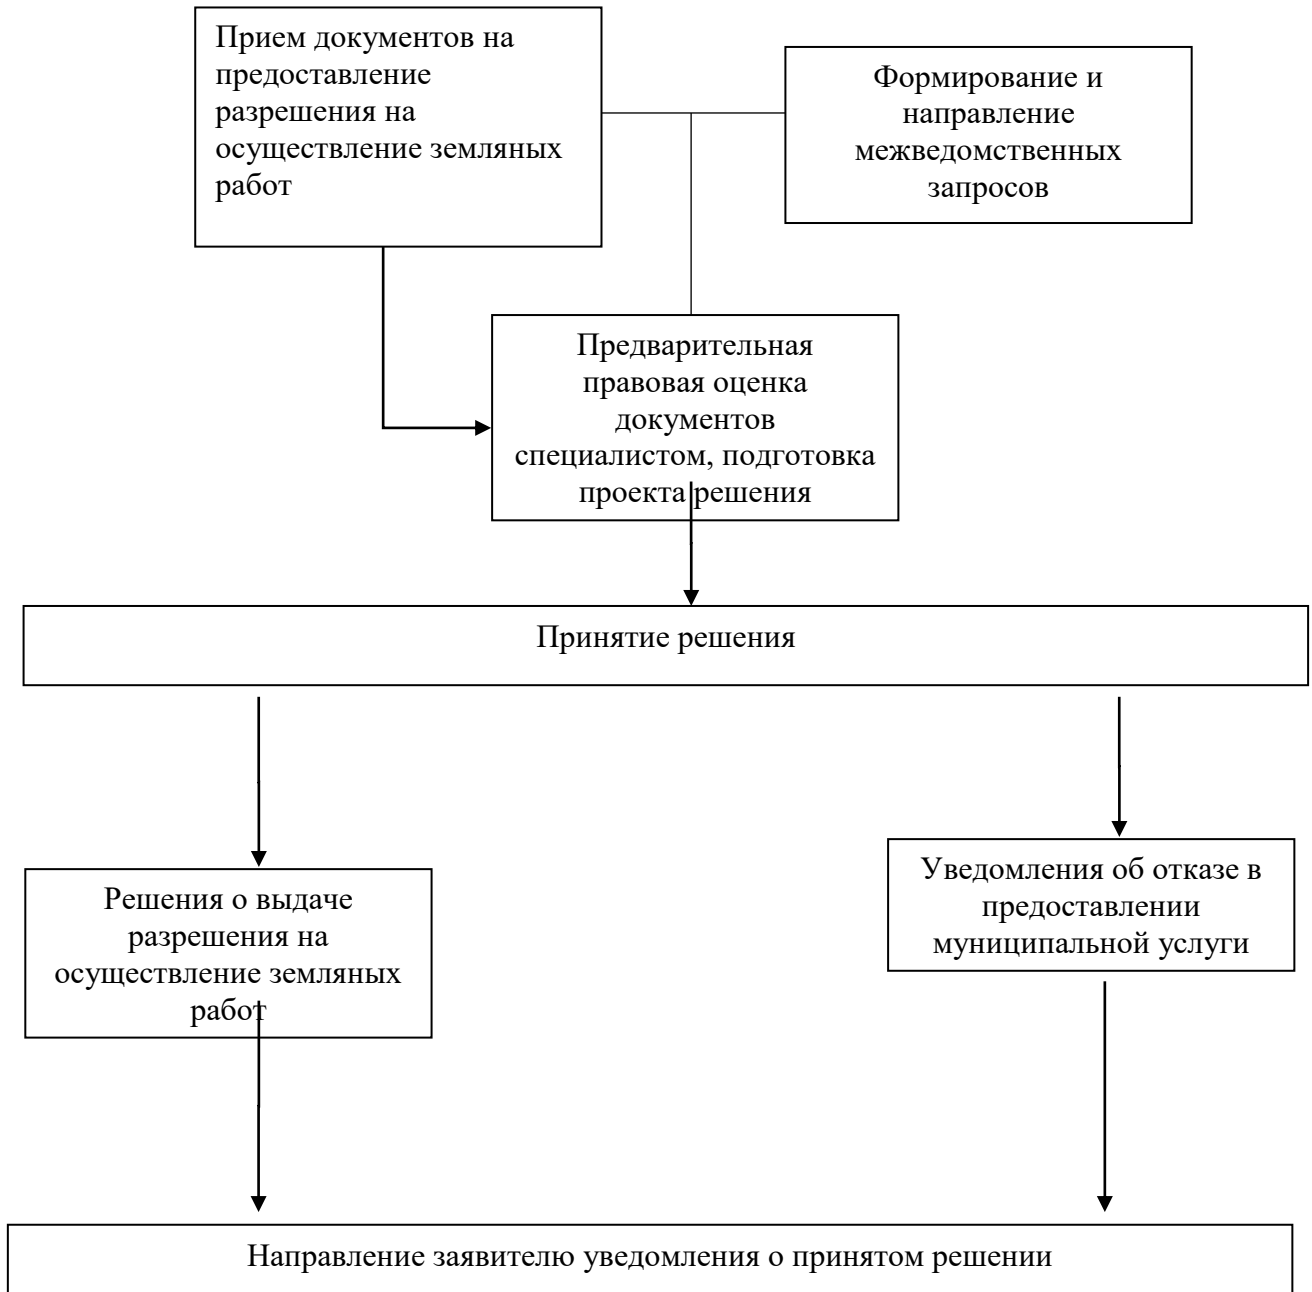 Прием документов на
предоставление
разрешения на
осуществление земляных
работ
Формирование и
направление
межведомственных
запросов
Предварительная
правовая оценка
документов
специалистом, подготовка
проекта решения
Принятие решения
Решения о выдаче
разрешения на
осуществление земляных
работ
Уведомления об отказе в
предоставлении
муниципальной услуги
Направление заявителю уведомления о принятом решении